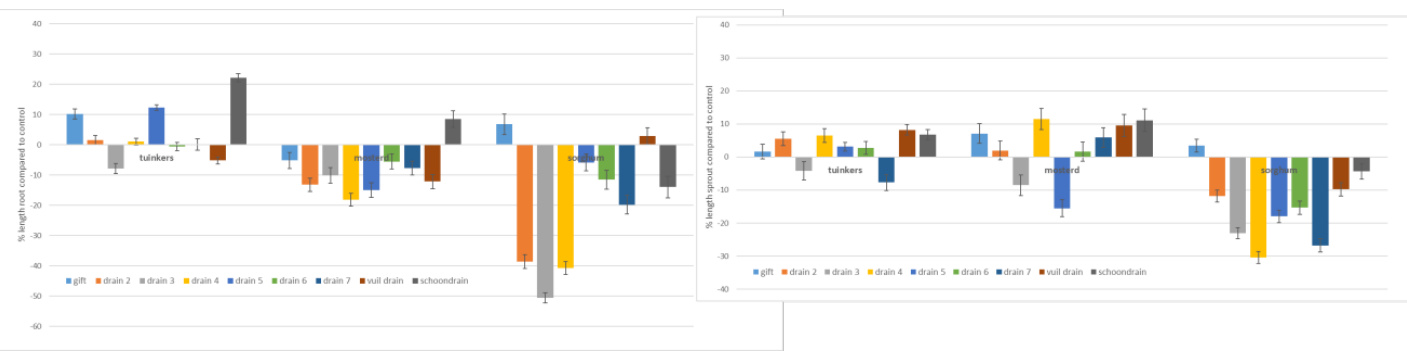 % length root compared to control
40
30
20
10
0
-10
-20
-30
-40
-50
-60
tuinkers
mosterd
sorghum
gift drain 2 drain 3 drain 4 drain 5 drain 6 drain 7 vuil drain schoondrain
% length sprout compared to control
40
30
20
10
0
-10
-20
-30
-40
tuinkers
mosterd
sorghum
gift drain 2 drain 3 drain 4 drain 5 drain 6 drain 7 vuil drain schoondrain